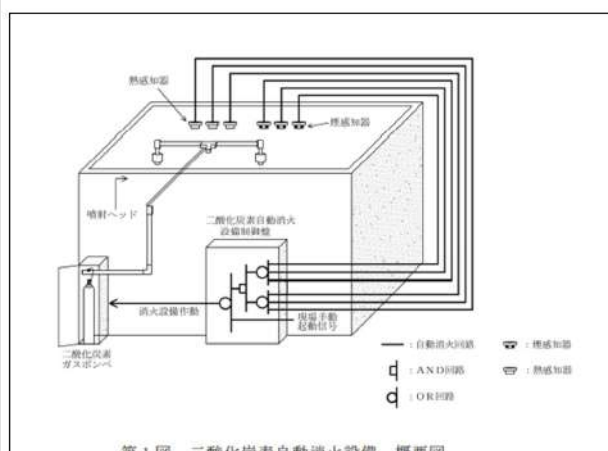 熱感知器
煙感知器
噴射ヘッド
二酸化炭素自動消火
設備制御盤
消火設備作動
現場手動
起動信号
二酸化炭素
ガスボンベ
：自動消火回路
：煙感知器
：AND回路
：熱感知器
：OR回路
第1図 二酸化炭素自動消火設備 概要図